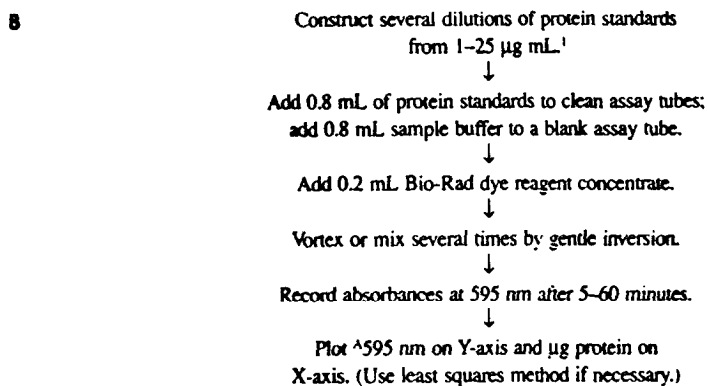 B
Construct several dilutions of protein standards
from 1–25 µg mL.¹
↓
Add 0.8 mL of protein standards to clean assay tubes;
add 0.8 mL sample buffer to a blank assay tube.
↓
Add 0.2 mL Bio-Rad dye reagent concentrate.
↓
Vortex or mix several times by gentle inversion.
↓
Record absorbances at 595 nm after 5–60 minutes.
↓
Plot ᴬ595 nm on Y-axis and µg protein on
X-axis. (Use least squares method if necessary.)